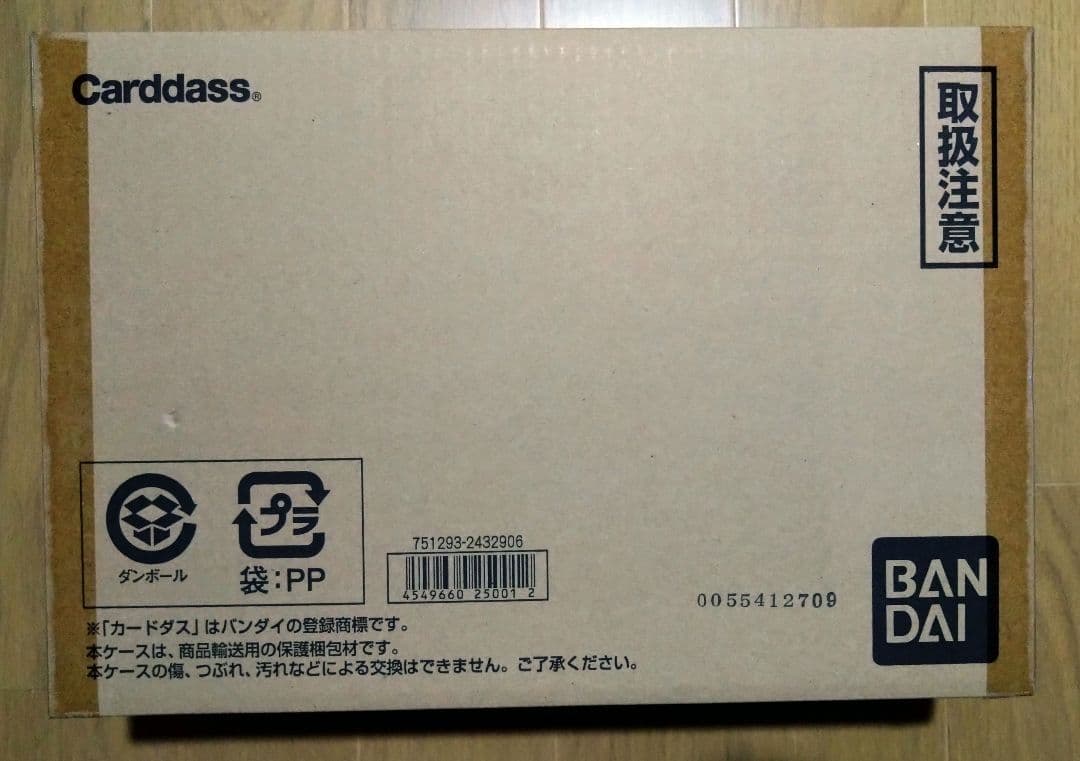 Carddass®
取扱注意
ダンボール
プラ
袋:PP
751293-2432906
4549660 25001 2
0055412709
BAN
DAI
※「カードダス」はバンダイの登録商標です。
本ケースは、商品輸送用の保護梱包材です。
本ケースの傷、つぶれ、汚れなどによる交換はできません。ご了承ください。